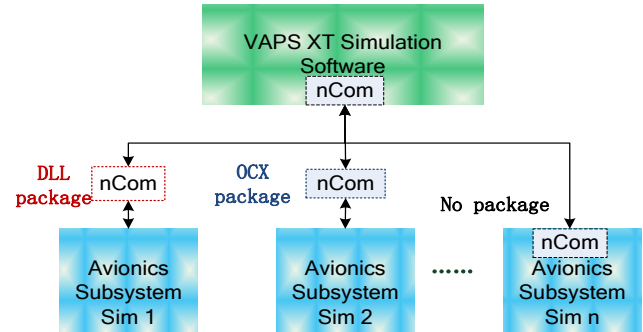 VAPS XT Simulation
Software
nCom
DLL
package
nCom
OCX
package
nCom
No package
nCom
Avionics
Subsystem
Sim 1
Avionics
Subsystem
Sim 2
......
Avionics
Subsystem
Sim n